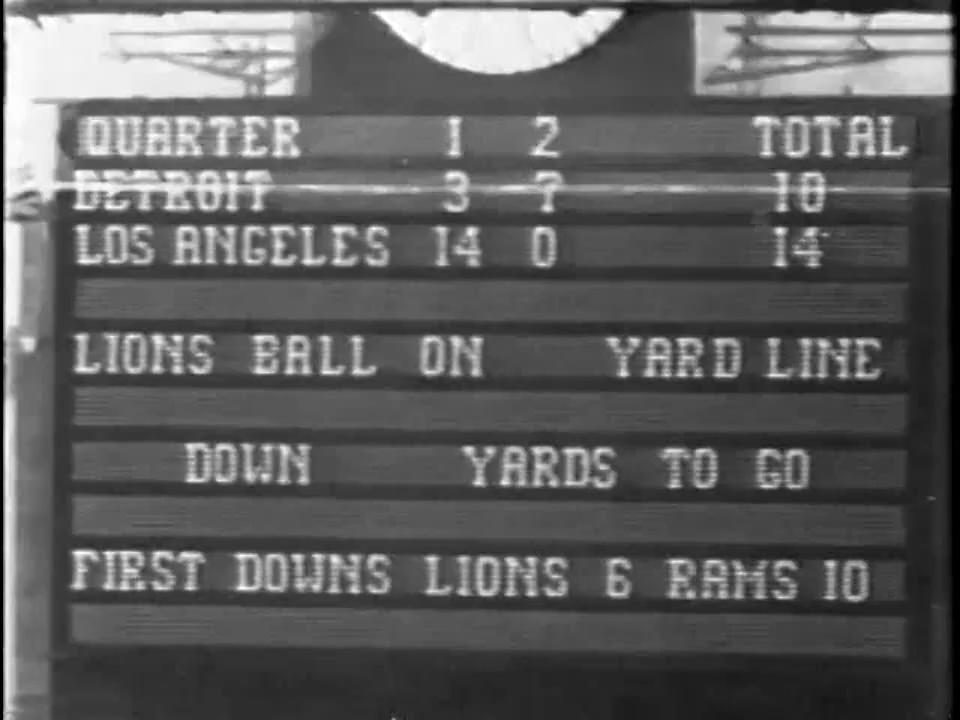 QUARTER 1 2 TOTAL
DETROIT 3 7 10
LOS ANGELES 14 0 14
LIONS BALL ON YARD LINE
DOWN YARDS TO GO
FIRST DOWNS LIONS 6 RAMS 10